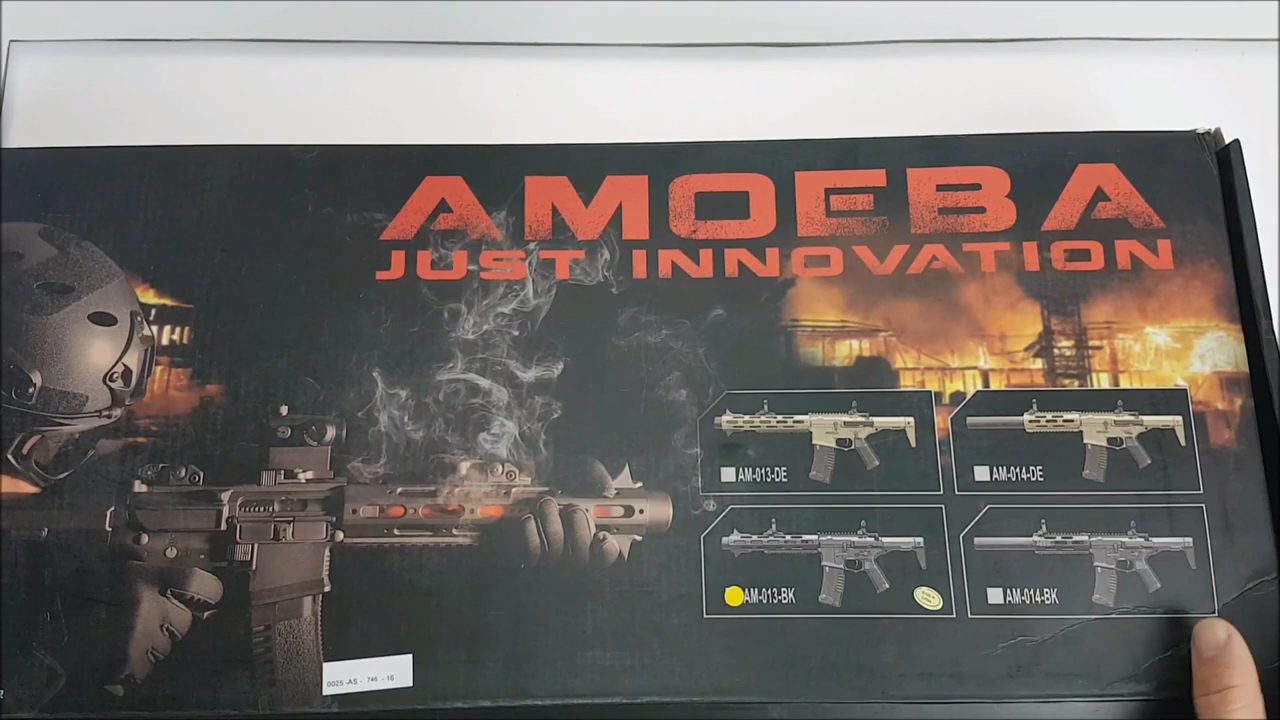 AMOEBA
JUST INNOVATION
AM-013-DE
AM-014-DE
AM-013-BK
AM-014-BK
0025 -AS - 746 - 16